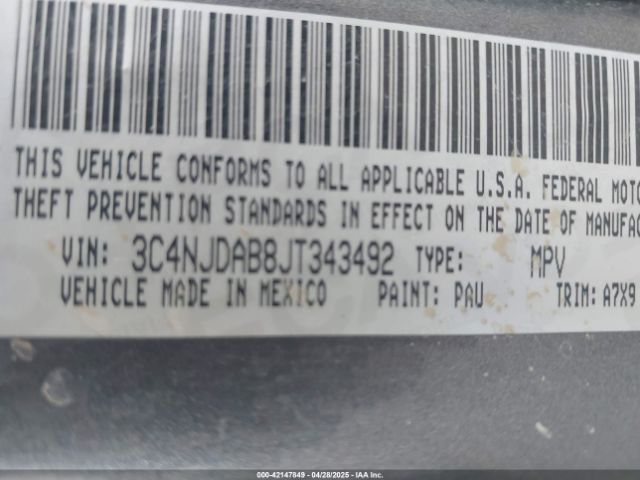 THIS VEHICLE CONFORMS TO ALL APPLICABLE U.S.A. FEDERAL MOTO
THEFT PREVENTION STANDARDS IN EFFECT ON THE DATE OF MANUFAC
VIN: 3C4NJDAB8JT343492 TYPE: MPV
VEHICLE MADE IN MEXICO PAINT: PAU TRIM: A7X9
000-42147849 - 04/28/2025 - IAA Inc.